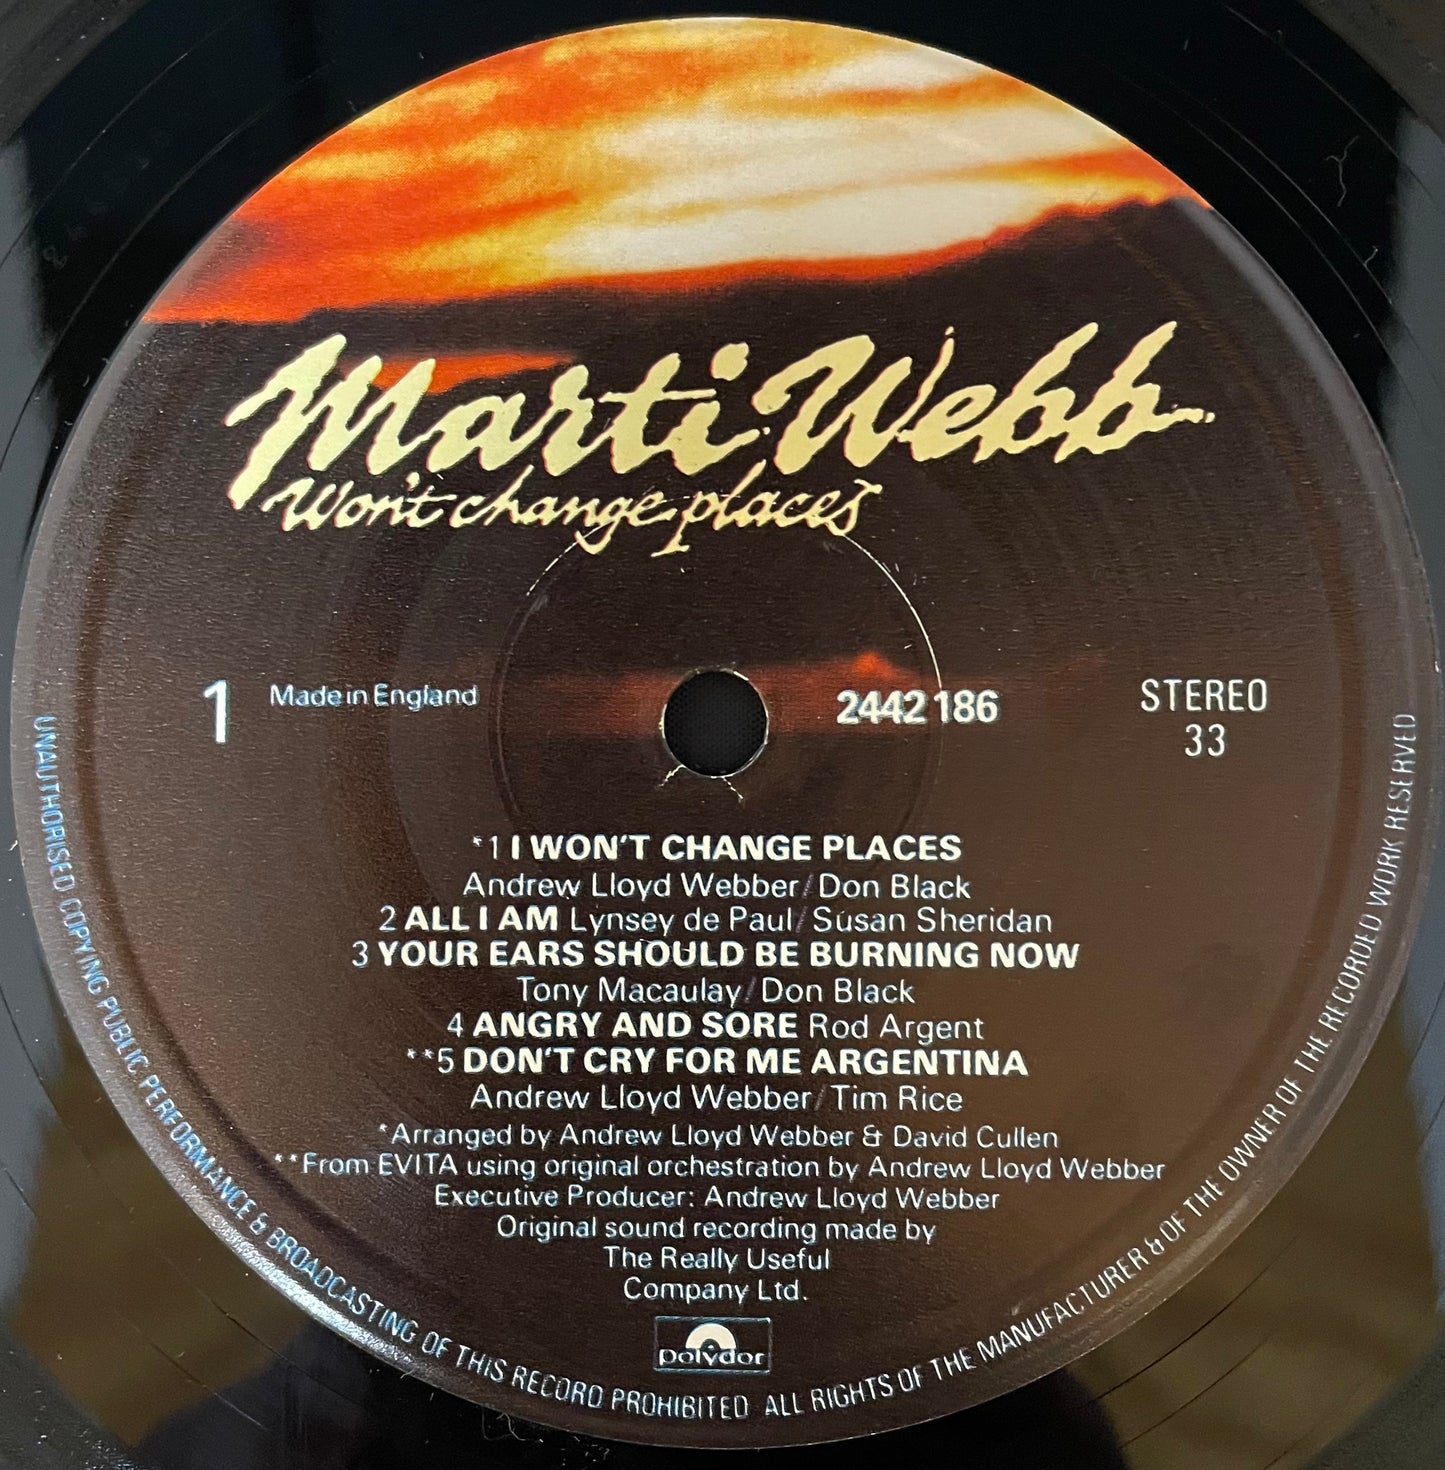 Marti Webb
Won't change places
1 Made in England 2442 186 STEREO
33
*1 I WON'T CHANGE PLACES
Andrew Lloyd Webber/Don Black
2 ALL I AM Lynsey de Paul/Susan Sheridan
3 YOUR EARS SHOULD BE BURNING NOW
Tony Macaulay/Don Black
4 ANGRY AND SORE Rod Argent
**5 DON'T CRY FOR ME ARGENTINA
Andrew Lloyd Webber/Tim Rice
*Arranged by Andrew Lloyd Webber & David Cullen
**From EVITA using original orchestration by Andrew Lloyd Webber
Executive Producer: Andrew Lloyd Webber
Original sound recording made by
The Really Useful
Company Ltd.
polydor
UNAUTHORISED COPYING PUBLIC PERFORMANCE & BROADCASTING OF THIS RECORD PROHIBITED ALL RIGHTS OF THE MANUFACTURER & OF THE OWNER OF THE RECORDED WORK RESERVED